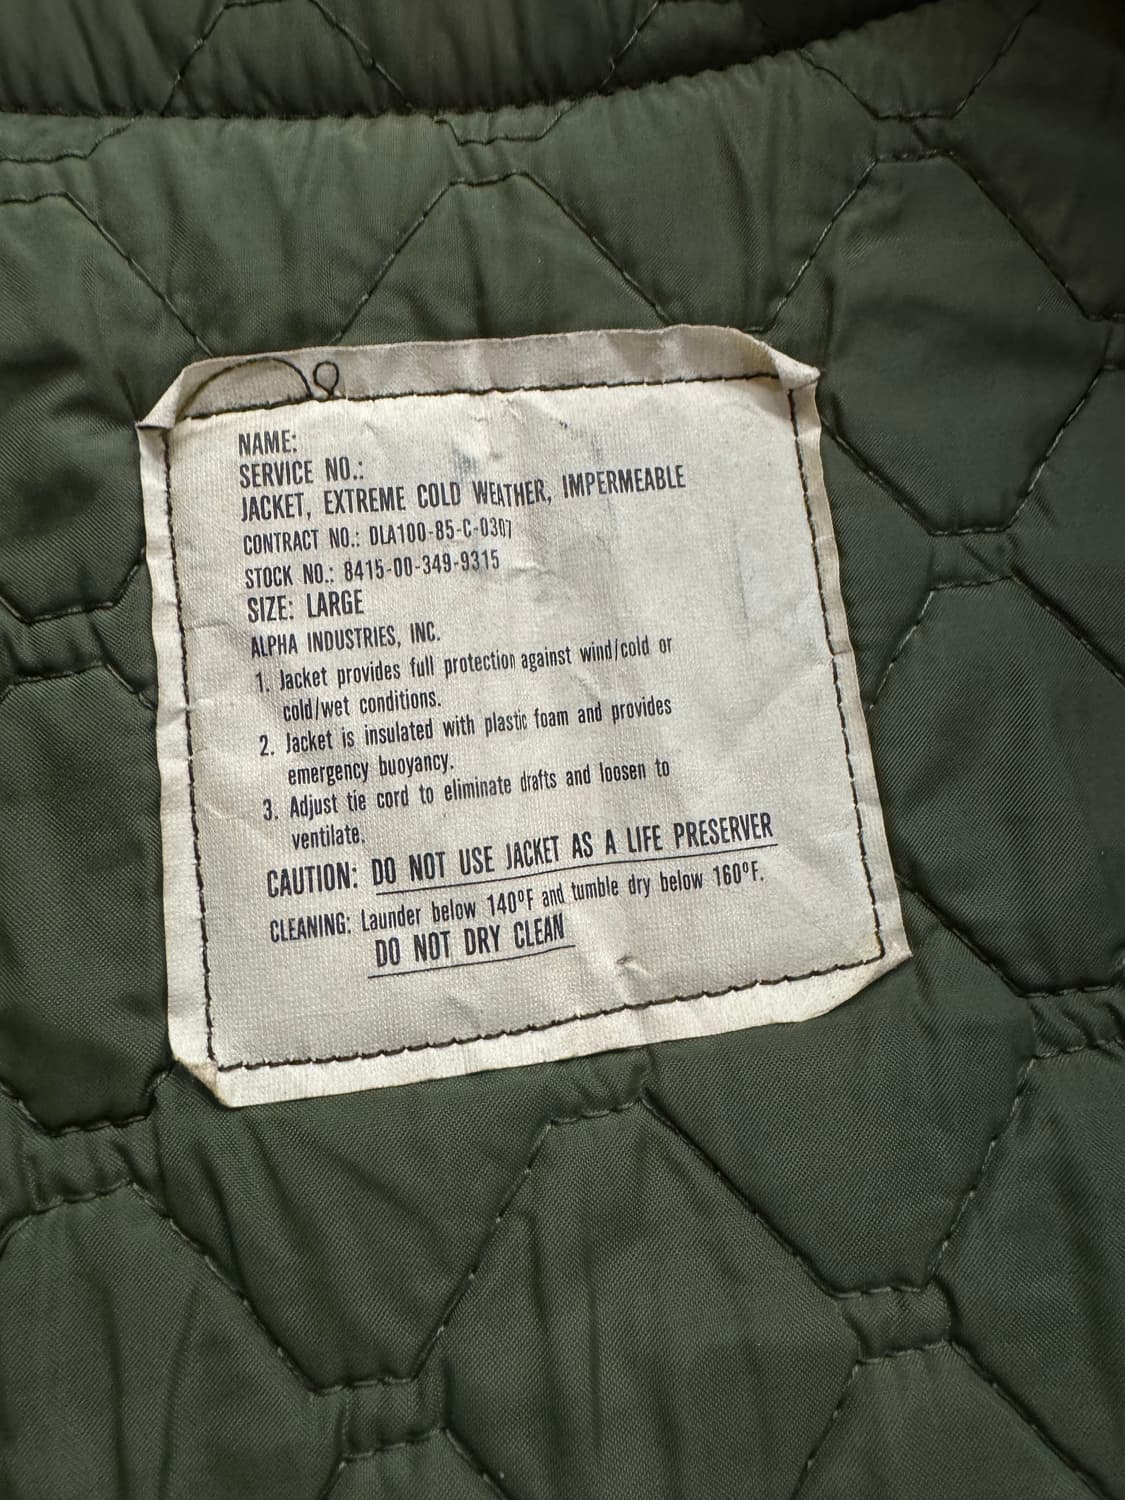 NAME:
SERVICE NO.:
JACKET, EXTREME COLD WEATHER, IMPERMEABLE
CONTRACT NO.: DLA100-85-C-0307
STOCK NO.: 8415-00-349-9315
SIZE: LARGE
ALPHA INDUSTRIES, INC.
1. Jacket provides full protection against wind/cold or
cold/wet conditions.
2. Jacket is insulated with plastic foam and provides
emergency buoyancy.
3. Adjust tie cord to eliminate drafts and loosen to
ventilate.
CAUTION: DO NOT USE JACKET AS A LIFE PRESERVER
CLEANING: Launder below 140ºF and tumble dry below 160ºF.
DO NOT DRY CLEAN